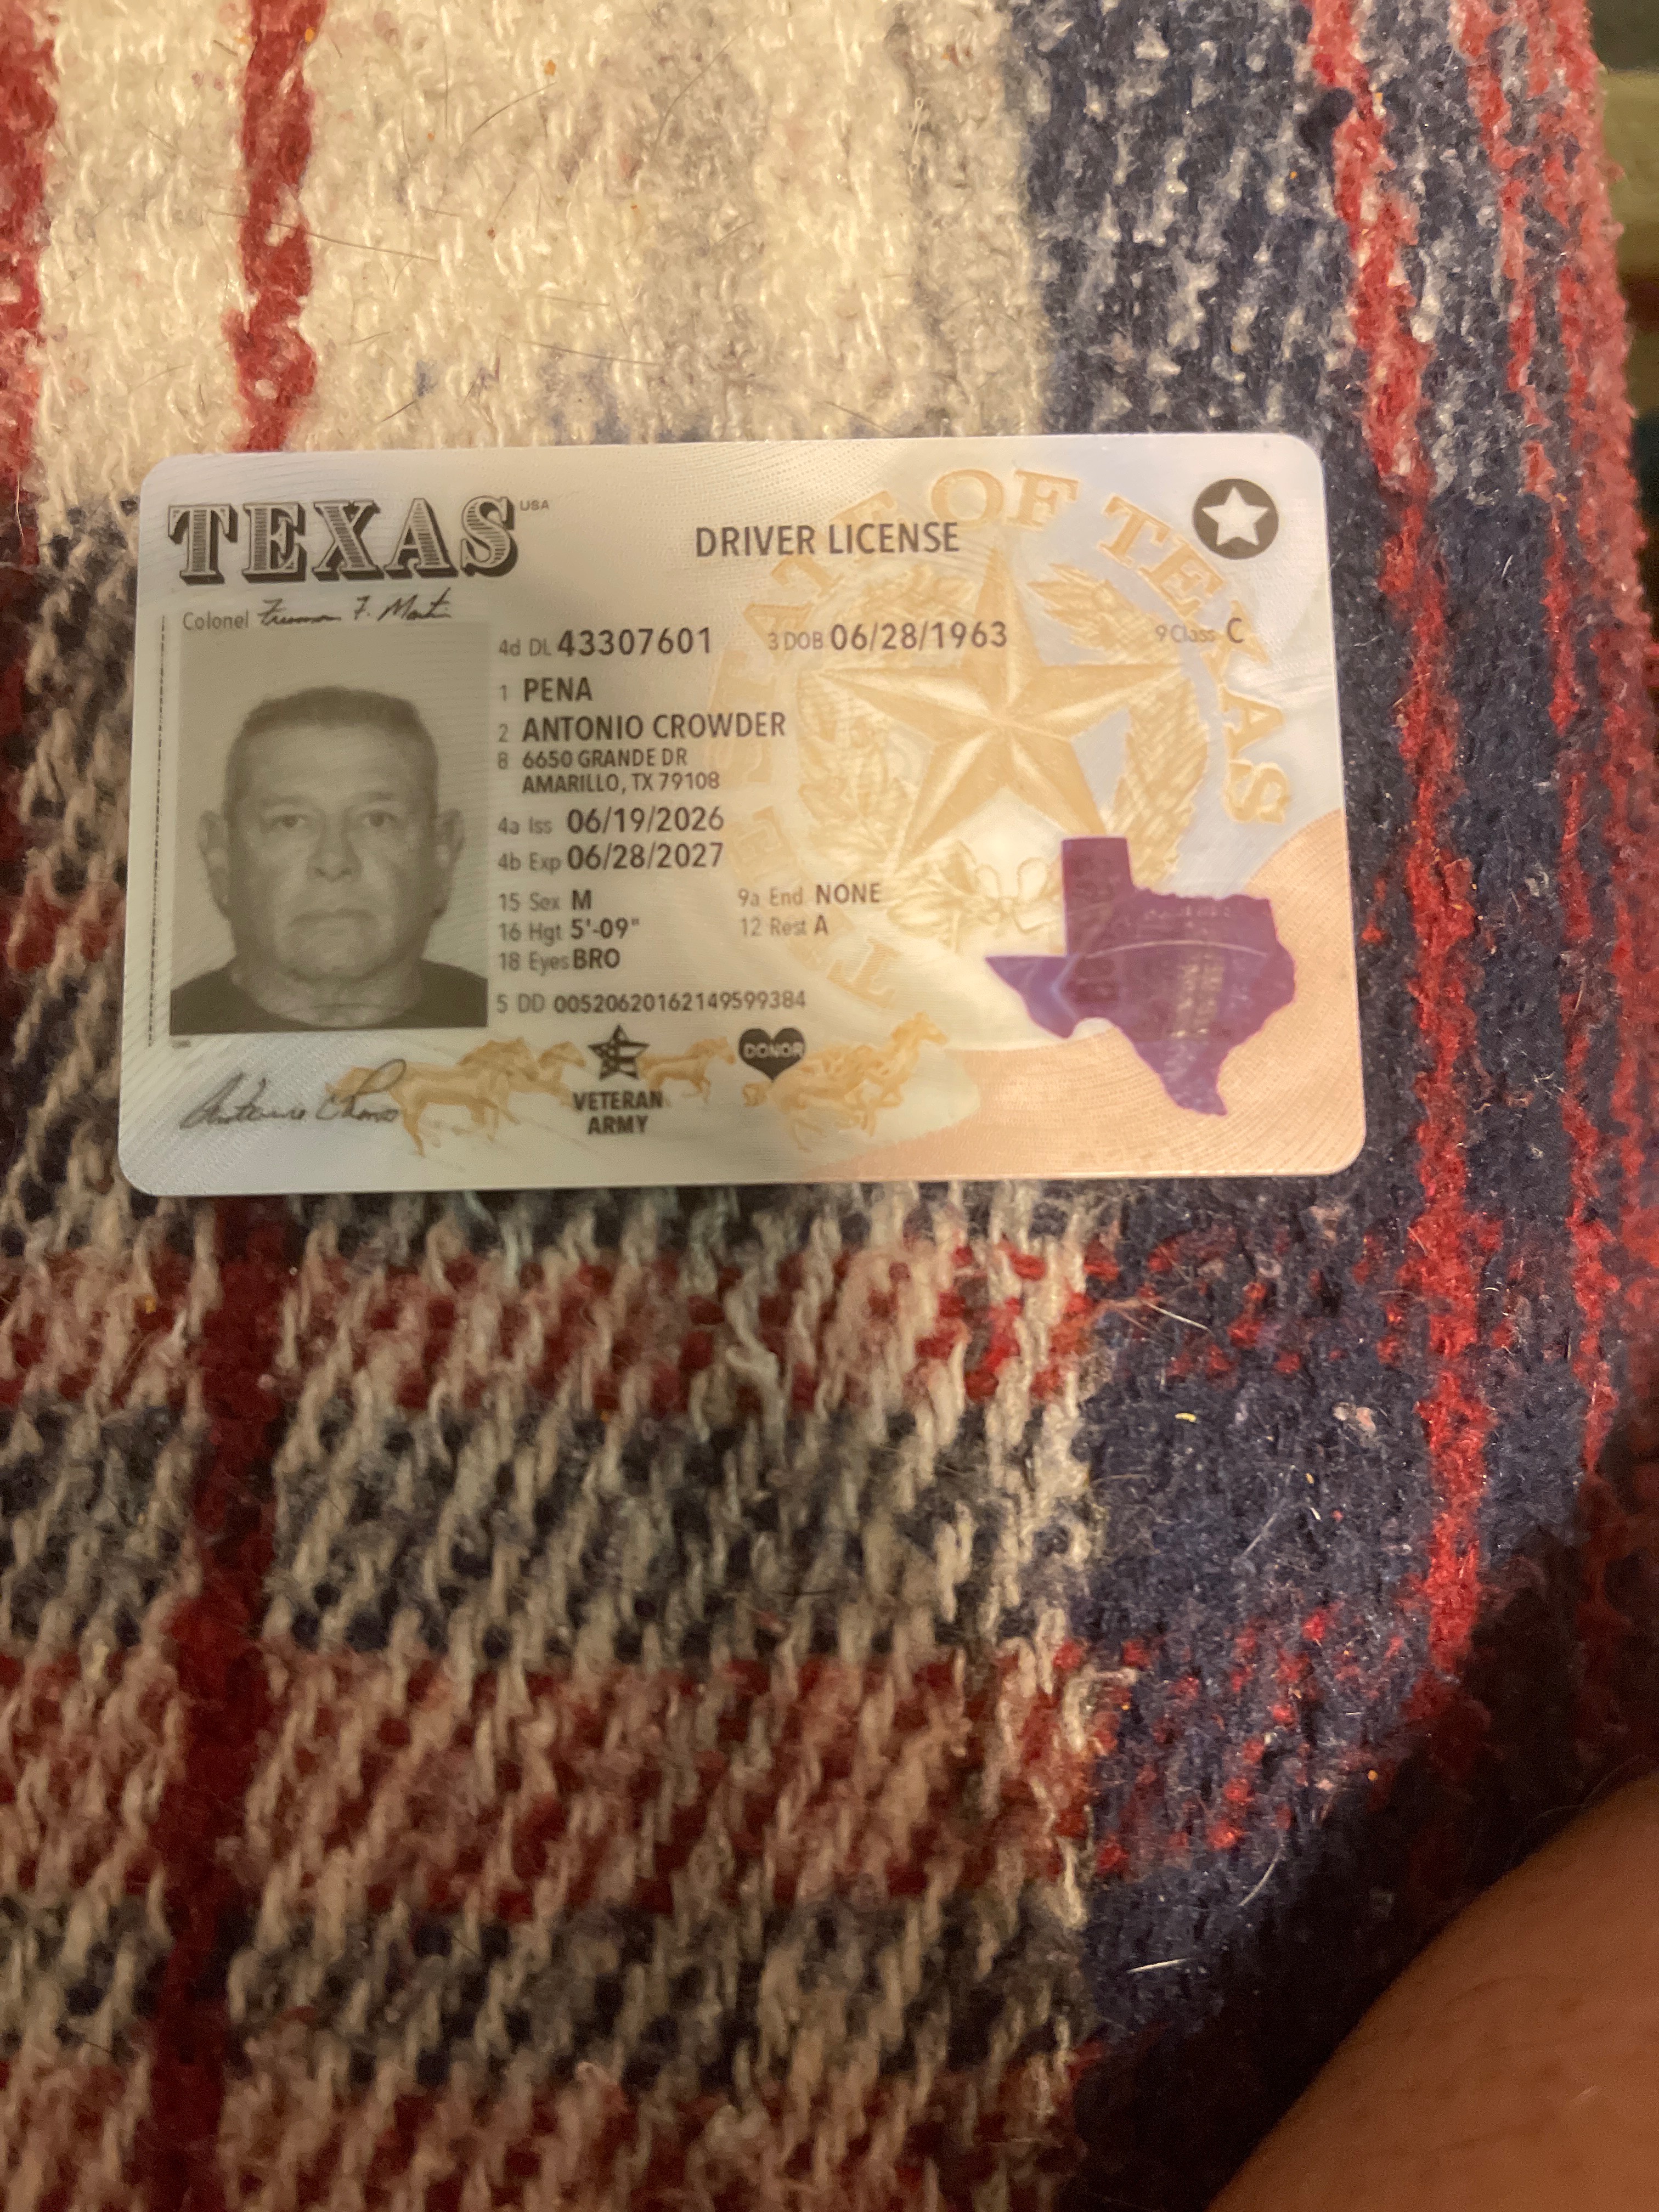 TEXAS USA
DRIVER LICENSE
STATE OF TEXAS
Colonel
4d DL 43307601 3 DOB 06/28/1963 9 Class C
1 PENA
2 ANTONIO CROWDER
8 6650 GRANDE DR
AMARILLO, TX 79108
4a Iss 06/19/2026
4b Exp 06/28/2027
15 Sex M 9a End NONE
16 Hgt 5'-09" 12 Rest A
18 Eyes BRO
5 DD 00520620162149599384
DONOR
VETERAN
ARMY